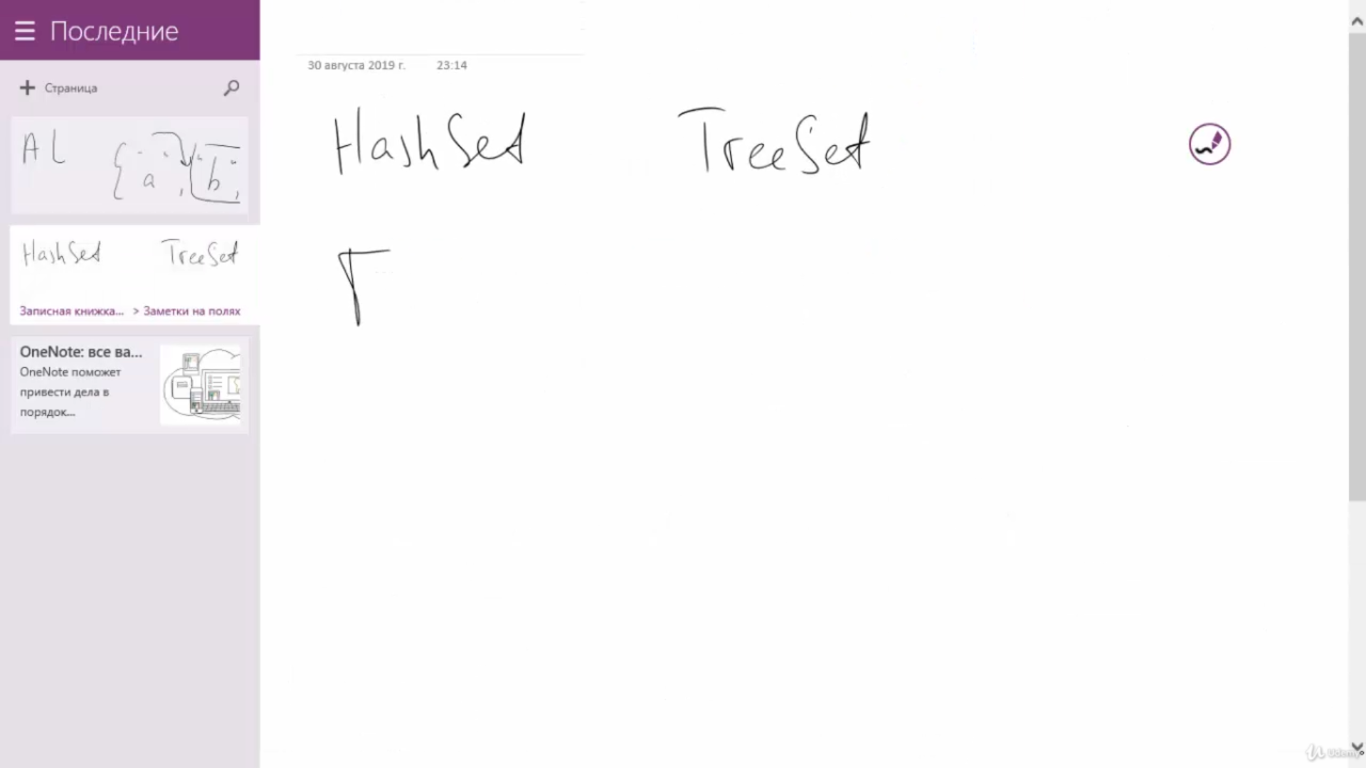 Последние
Страница
A L { a , b ,
HashSet TreeSet
Записная книжка... > Заметки на полях
OneNote: все ва...
OneNote поможет
привести дела в
порядок...
30 августа 2019 г. 23:14
HashSet TreeSet
Udemy